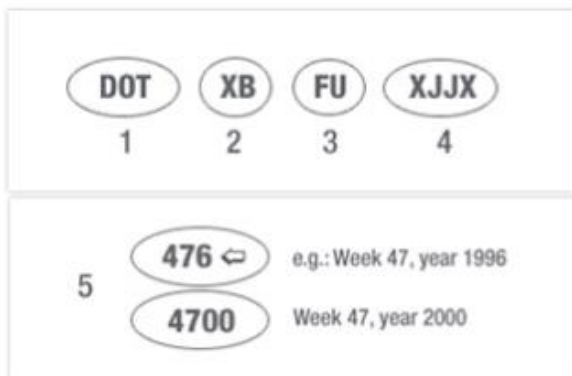 DOT XB FU XJJX
1 2 3 4
476 ⇦ e.g.: Week 47, year 1996
5
4700 Week 47, year 2000